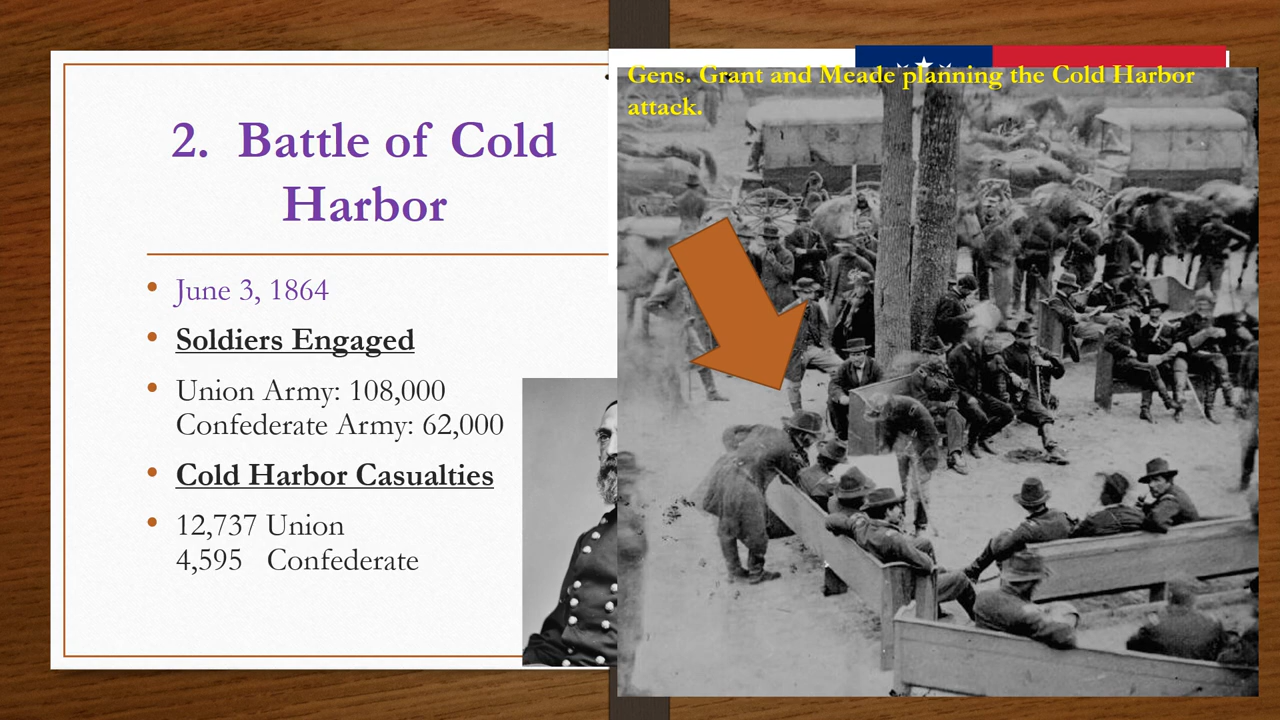 2.  Battle of Cold
Harbor
• June 3, 1864
• Soldiers Engaged
• Union Army: 108,000
Confederate Army: 62,000
• Cold Harbor Casualties
• 12,737 Union
4,595   Confederate
Gens. Grant and Meade planning the Cold Harbor
attack.